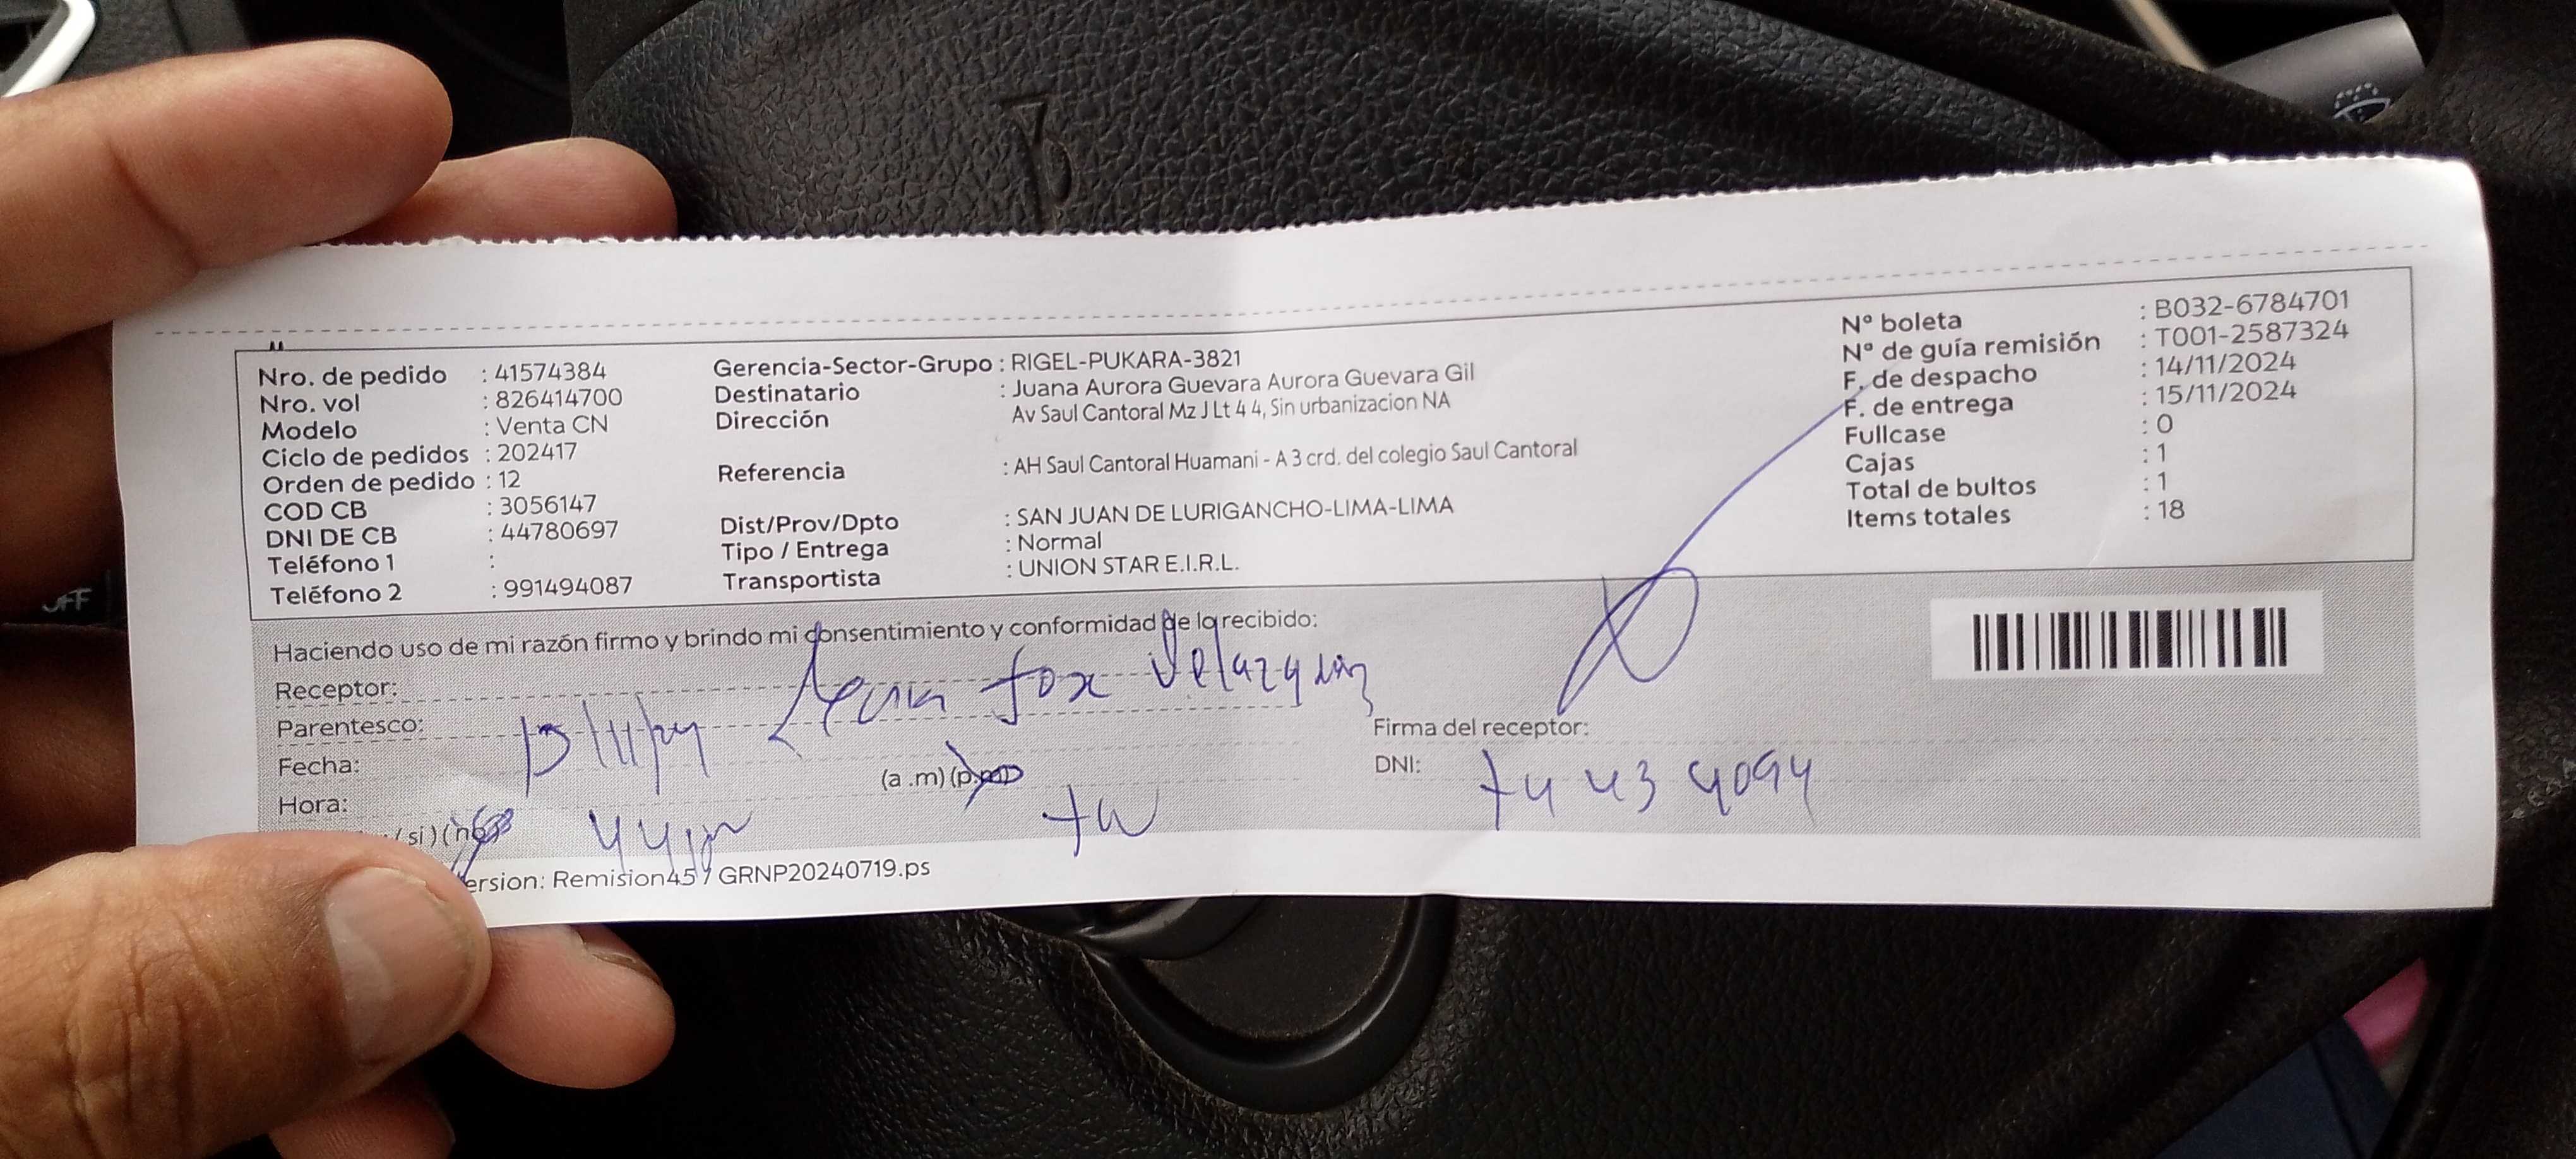 Nro. de pedido : 41574384
Nro. vol : 826414700
Modelo : Venta CN
Ciclo de pedidos : 202417
Orden de pedido : 12
COD CB : 3056147
DNI DE CB : 44780697
Teléfono 1 :
Teléfono 2 : 991494087
Gerencia-Sector-Grupo : RIGEL-PUKARA-3821
Destinatario : Juana Aurora Guevara Aurora Guevara Gil
Dirección Av Saul Cantoral Mz J Lt 4 4, Sin urbanizacion NA
Referencia : AH Saul Cantoral Huamani - A 3 crd. del colegio Saul Cantoral
Dist/Prov/Dpto : SAN JUAN DE LURIGANCHO-LIMA-LIMA
Tipo / Entrega : Normal
Transportista : UNION STAR E.I.R.L.
Nº boleta : B032-6784701
Nº de guía remisión : T001-2587324
F. de despacho : 14/11/2024
F. de entrega : 15/11/2024
Fullcase : 0
Cajas : 1
Total de bultos : 1
Items totales : 18
Haciendo uso de mi razón firmo y brindo mi consentimiento y conformidad de lo recibido:
Receptor:
Parentesco:
Fecha:
(a .m) (p.m)
Hora:
si ) (no
Firma del receptor:
DNI: 74434094
ersion: Remision45 / GRNP20240719.ps
OFF